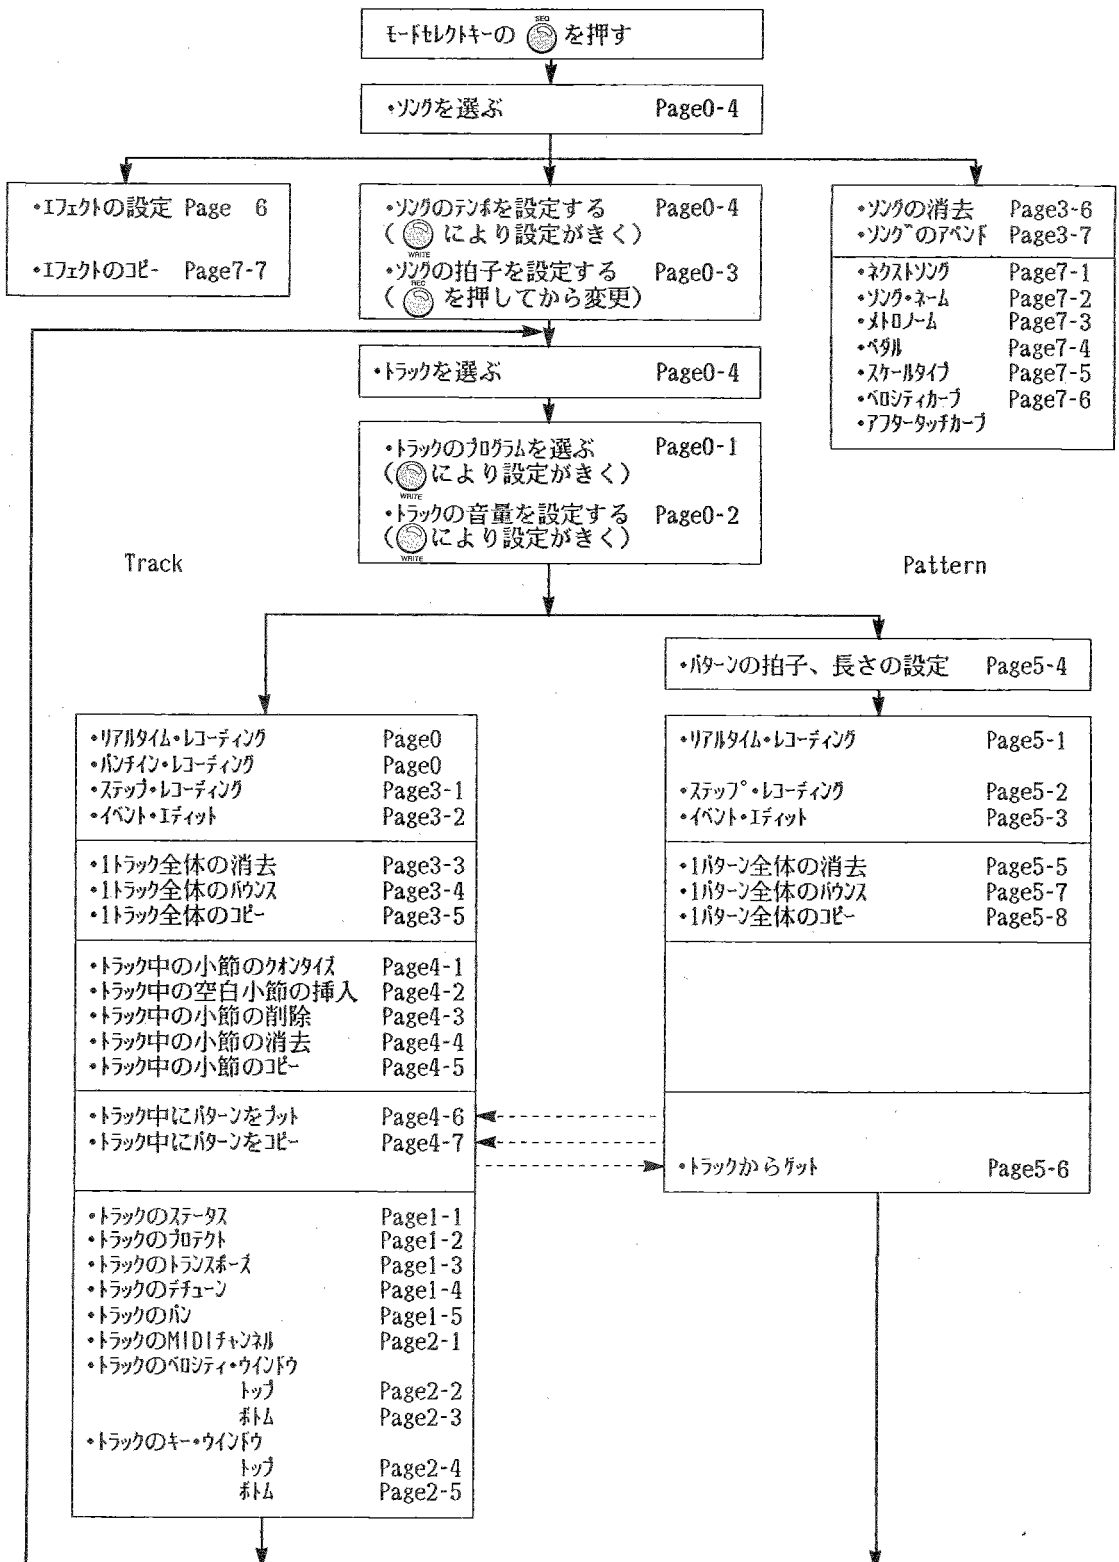 モードセレクトキーの SEQ を押す
•ソングを選ぶ Page0-4
•エフェクトの設定 Page 6
•エフェクトのコピー Page7-7
•ソングのテンポを設定する Page0-4
( WRITE により設定がきく)
•ソングの拍子を設定する Page0-3
( REC を押してから変更)
•ソングの消去 Page3-6
•ソングのアペンド Page3-7
•ネクストソング Page7-1
•ソング・ネーム Page7-2
•メトロノーム Page7-3
•ペダル Page7-4
•スケールタイプ Page7-5
•ベロシティカーブ Page7-6
•アフタータッチカーブ
•トラックを選ぶ Page0-4
•トラックのプログラムを選ぶ Page0-1
( WRITE により設定がきく)
•トラックの音量を設定する Page0-2
( WRITE により設定がきく)
Track
Pattern
•パターンの拍子、長さの設定 Page5-4
•リアルタイム・レコーディング Page0
•パンチイン・レコーディング Page0
•ステップ・レコーディング Page3-1
•イベント・エディット Page3-2
•1トラック全体の消去 Page3-3
•1トラック全体のバウンス Page3-4
•1トラック全体のコピー Page3-5
•トラック中の小節のクオンタイズ Page4-1
•トラック中の空白小節の挿入 Page4-2
•トラック中の小節の削除 Page4-3
•トラック中の小節の消去 Page4-4
•トラック中の小節のコピー Page4-5
•トラック中にパターンをプット Page4-6
•トラック中にパターンをコピー Page4-7
•トラックのステータス Page1-1
•トラックのプロテクト Page1-2
•トラックのトランスポーズ Page1-3
•トラックのデチューン Page1-4
•トラックのパン Page1-5
•トラックのMIDIチャンネル Page2-1
•トラックのベロシティ・ウインドウ
トップ Page2-2
ボトム Page2-3
•トラックのキー・ウインドウ
トップ Page2-4
ボトム Page2-5
•リアルタイム・レコーディング Page5-1
•ステップ・レコーディング Page5-2
•イベント・エディット Page5-3
•1パターン全体の消去 Page5-5
•1パターン全体のバウンス Page5-7
•1パターン全体のコピー Page5-8
•トラックからゲット Page5-6